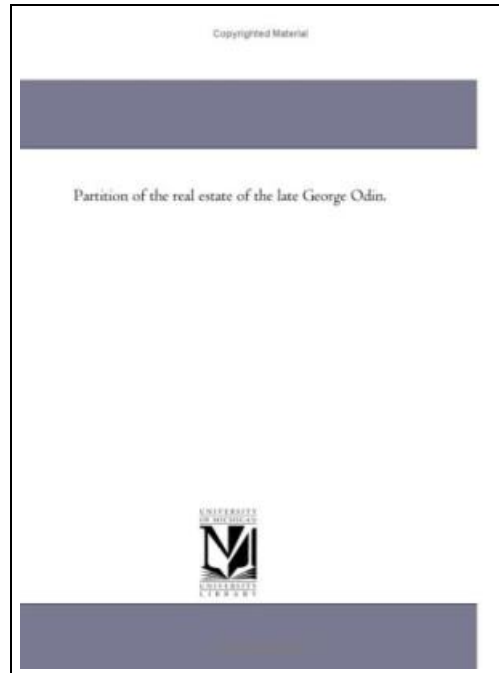 Copyrighted Material
Partition of the real estate of the late George Odin.
UNIVERSITY
OF MICHIGAN
UNIVERSITY
LIBRARY